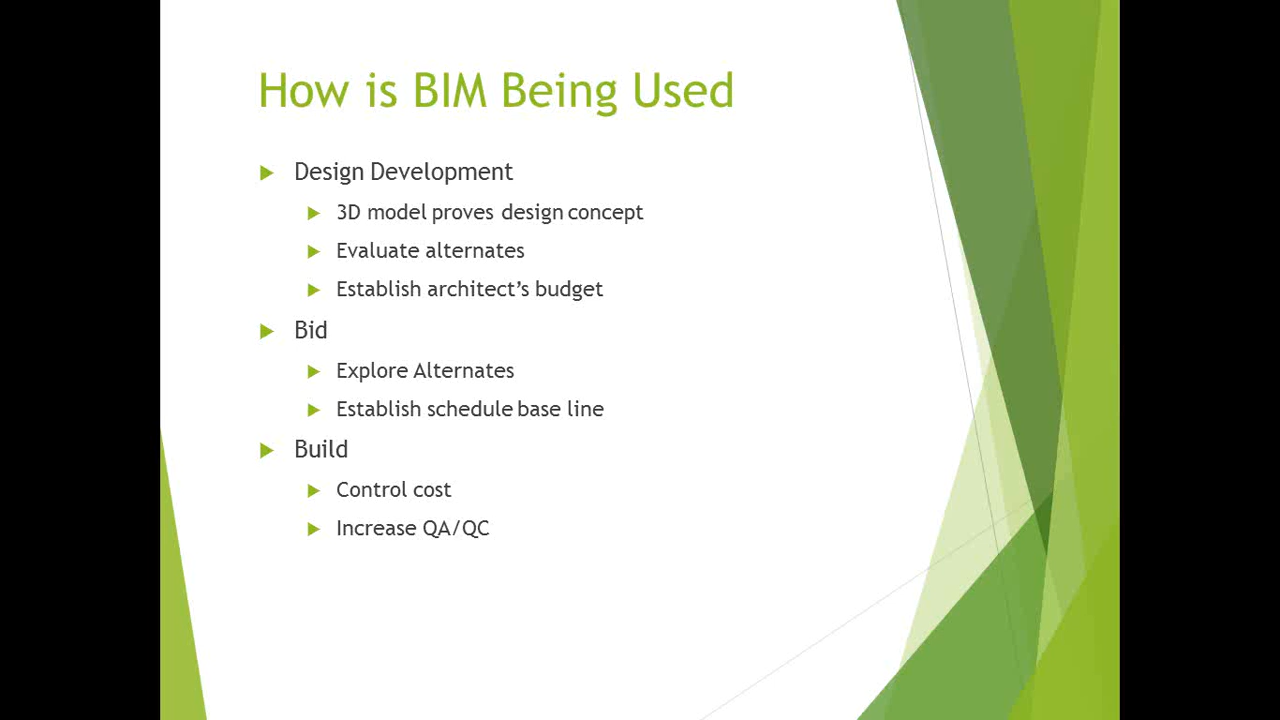 How is BIM Being Used
Design Development
3D model proves design concept
Evaluate alternates
Establish architect’s budget
Bid
Explore Alternates
Establish schedule base line
Build
Control cost
Increase QA/QC